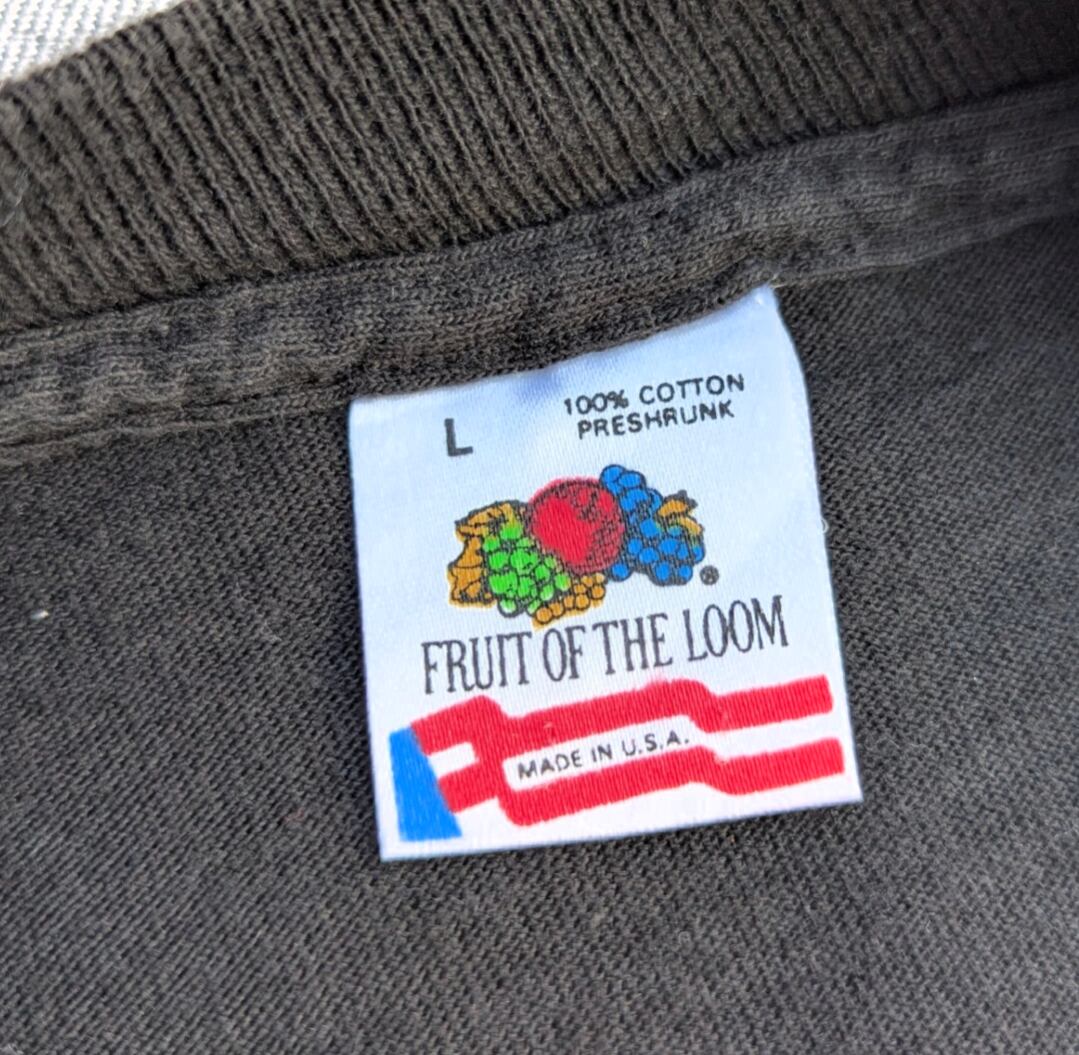 L
100% COTTON
PRESHRUNK
®
FRUIT OF THE LOOM
MADE IN U.S.A.